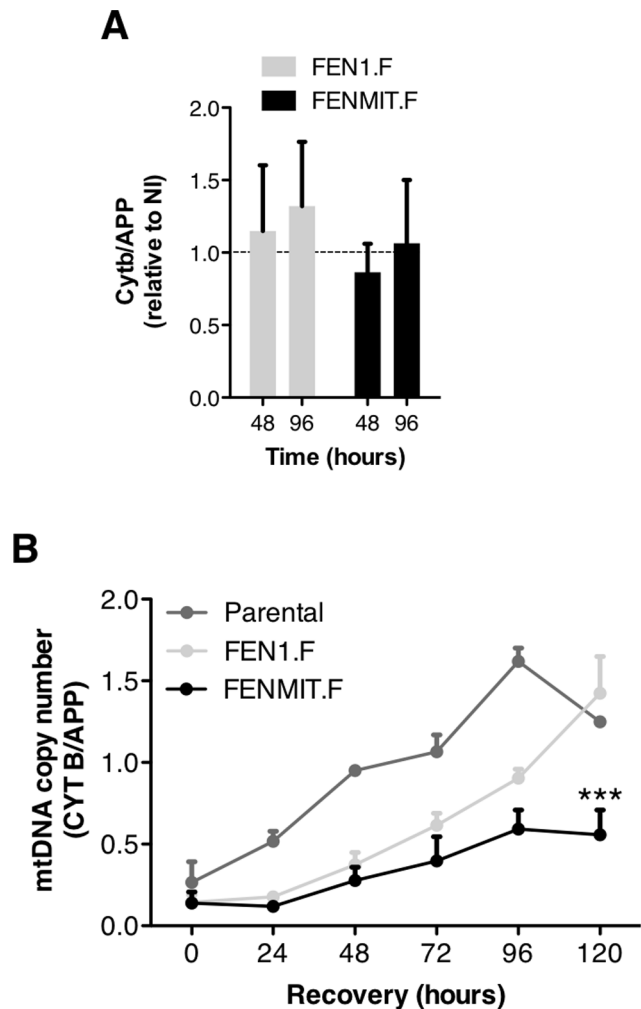 A
FEN1.F
FENMIT.F
Cytb/APP
(relative to NI)
2.0
1.5
1.0
0.5
0.0
48 96 48 96
Time (hours)
B
Parental
FEN1.F
FENMIT.F
mtDNA copy number
(CYT B/APP)
2.0
1.5
1.0
0.5
0.0
***
0 24 48 72 96 120
Recovery (hours)